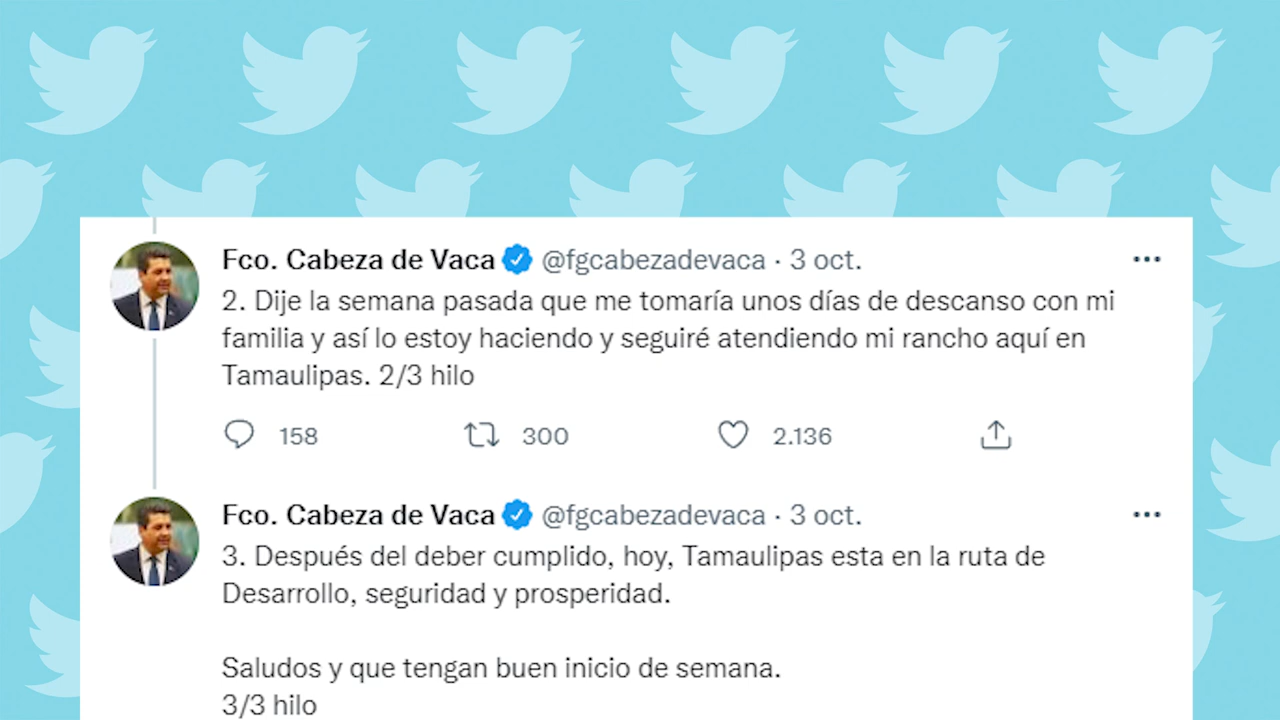 Fco. Cabeza de Vaca @fgcabezadevaca · 3 oct.
2. Dije la semana pasada que me tomaría unos días de descanso con mi
familia y así lo estoy haciendo y seguiré atendiendo mi rancho aquí en
Tamaulipas. 2/3 hilo
158 300 2.136
Fco. Cabeza de Vaca @fgcabezadevaca · 3 oct.
3. Después del deber cumplido, hoy, Tamaulipas esta en la ruta de
Desarrollo, seguridad y prosperidad.
Saludos y que tengan buen inicio de semana.
3/3 hilo